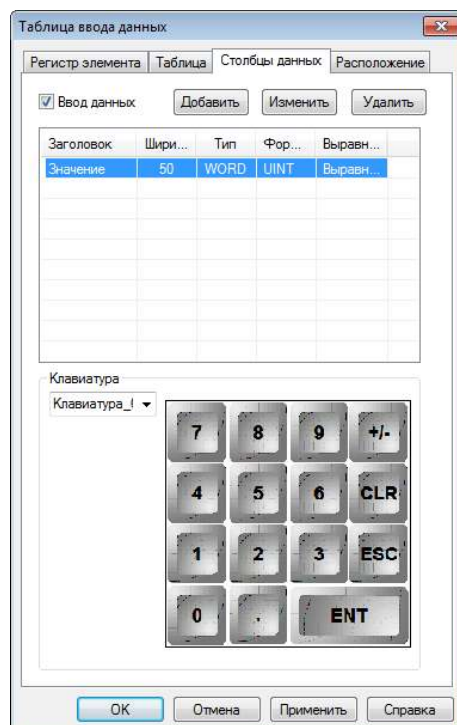 Таблица ввода данных
Регистр элемента Таблица Столбцы данных Расположение
Ввод данных Добавить Изменить Удалить
Заголовок Шири... Тип Фор... Выравн...
Значение 50 WORD UINT Выравн...
Клавиатура
Клавиатура_
7 8 9 +/-
4 5 6 CLR
1 2 3 ESC
0 . ENT
OK Отмена Применить Справка